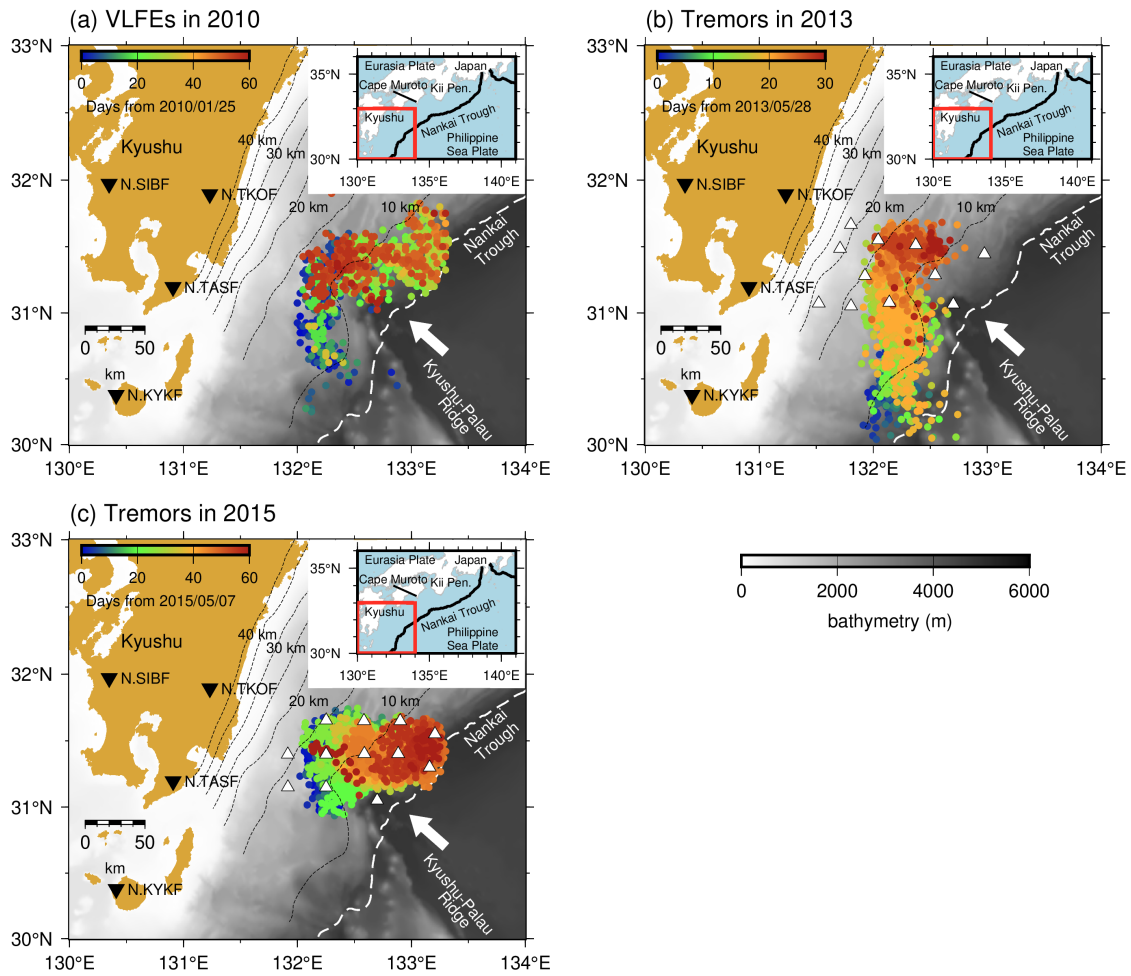 (a) VLFEs in 2010
33°N
32°N
31°N
30°N
130°E 131°E 132°E 133°E 134°E
0 20 40 60
Days from 2010/01/25
Kyushu
40 km
30 km
20 km
10 km
N.SIBF
N.TKOF
N.TASF
N.KYKF
0 50
km
Nankai
Trough
Kyushu-Palau
Ridge
35°N
30°N
130°E 135°E 140°E
Eurasia Plate
Japan
Cape Muroto
Kii Pen.
Kyushu
Nankai Trough
Philippine
Sea Plate
(b) Tremors in 2013
33°N
32°N
31°N
30°N
130°E 131°E 132°E 133°E 134°E
0 10 20 30
Days from 2013/05/28
Kyushu
40 km
30 km
20 km
10 km
N.SIBF
N.TKOF
N.TASF
N.KYKF
0 50
km
Nankai
Trough
Kyushu-Palau
Ridge
35°N
30°N
130°E 135°E 140°E
Eurasia Plate
Japan
Cape Muroto
Kii Pen.
Kyushu
Nankai Trough
Philippine
Sea Plate
(c) Tremors in 2015
33°N
32°N
31°N
30°N
130°E 131°E 132°E 133°E 134°E
0 20 40 60
Days from 2015/05/07
Kyushu
40 km
30 km
20 km
10 km
N.SIBF
N.TKOF
N.TASF
N.KYKF
0 50
km
Nankai
Trough
Kyushu-Palau
Ridge
35°N
30°N
130°E 135°E 140°E
Eurasia Plate
Japan
Cape Muroto
Kii Pen.
Kyushu
Nankai Trough
Philippine
Sea Plate
0 2000 4000 6000
bathymetry (m)